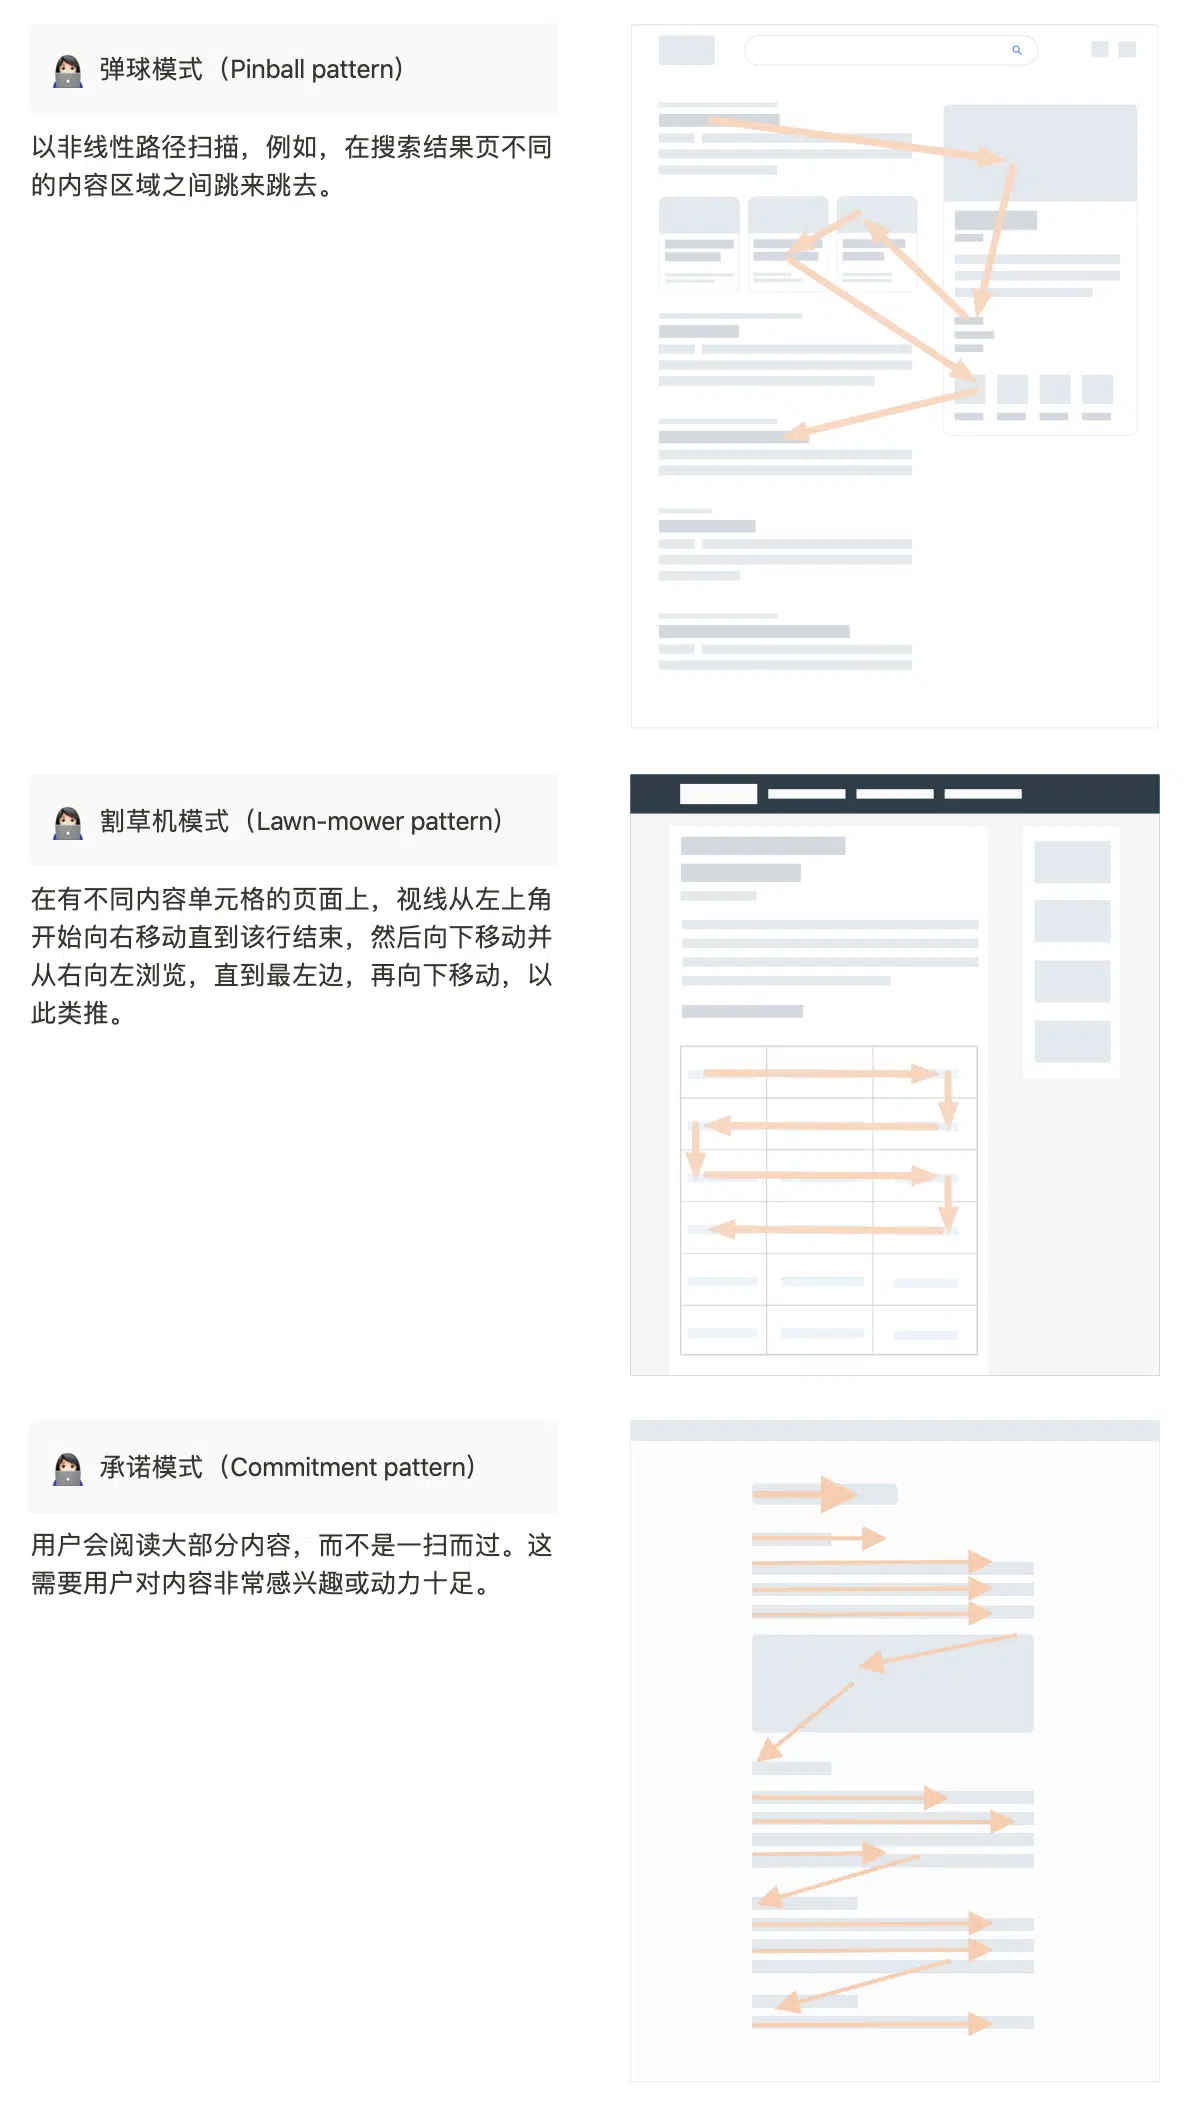 弹球模式（Pinball pattern）
以非线性路径扫描，例如，在搜索结果页不同
的内容区域之间跳来跳去。
割草机模式（Lawn-mower pattern）
在有不同内容单元格的页面上，视线从左上角
开始向右移动直到该行结束，然后向下移动并
从右向左浏览，直到最左边，再向下移动，以
此类推。
承诺模式（Commitment pattern）
用户会阅读大部分内容，而不是一扫而过。这
需要用户对内容非常感兴趣或动力十足。